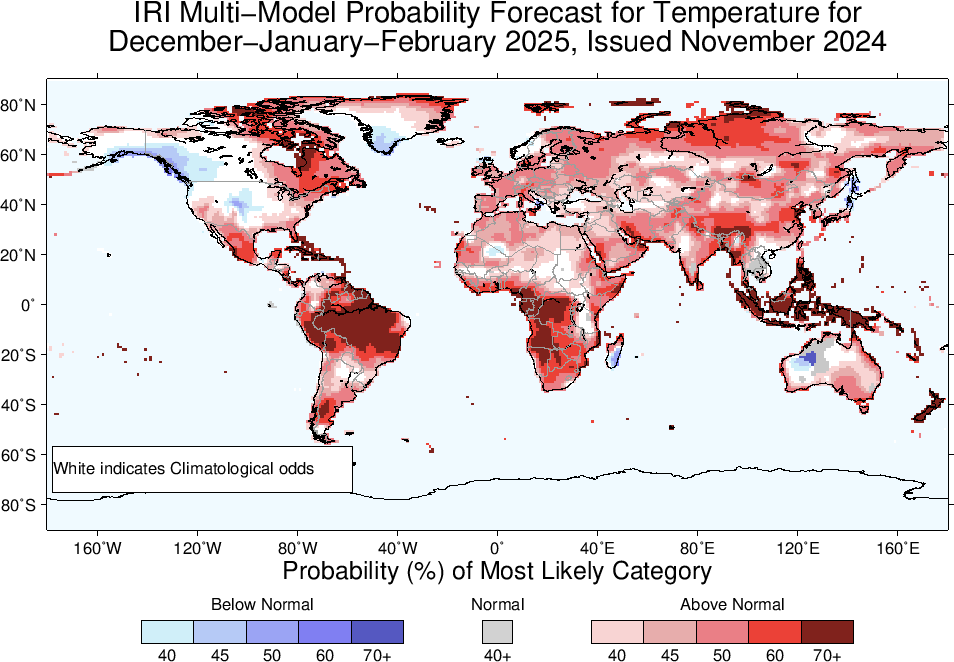 IRI Multi−Model Probability Forecast for Temperature for
December−January−February 2025, Issued November 2024
80˚N
60˚N
40˚N
20˚N
0˚
20˚S
40˚S
60˚S
80˚S
White indicates Climatological odds
160˚W 120˚W 80˚W 40˚W 0˚ 40˚E 80˚E 120˚E 160˚E
Probability (%) of Most Likely Category
Below Normal Normal Above Normal
40 45 50 60 70+ 40+ 40 45 50 60 70+